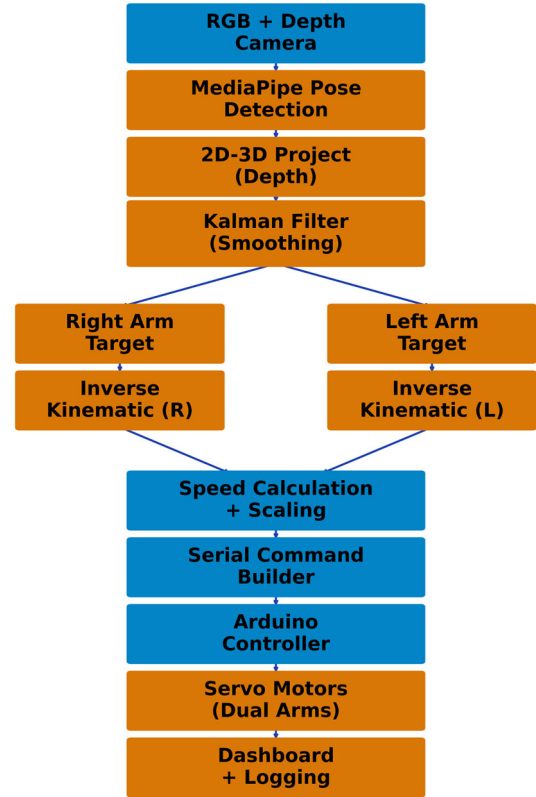 RGB + Depth
Camera
MediaPipe Pose
Detection
2D-3D Project
(Depth)
Kalman Filter
(Smoothing)
Right Arm
Target
Left Arm
Target
Inverse
Kinematic (R)
Inverse
Kinematic (L)
Speed Calculation
+ Scaling
Serial Command
Builder
Arduino
Controller
Servo Motors
(Dual Arms)
Dashboard
+ Logging